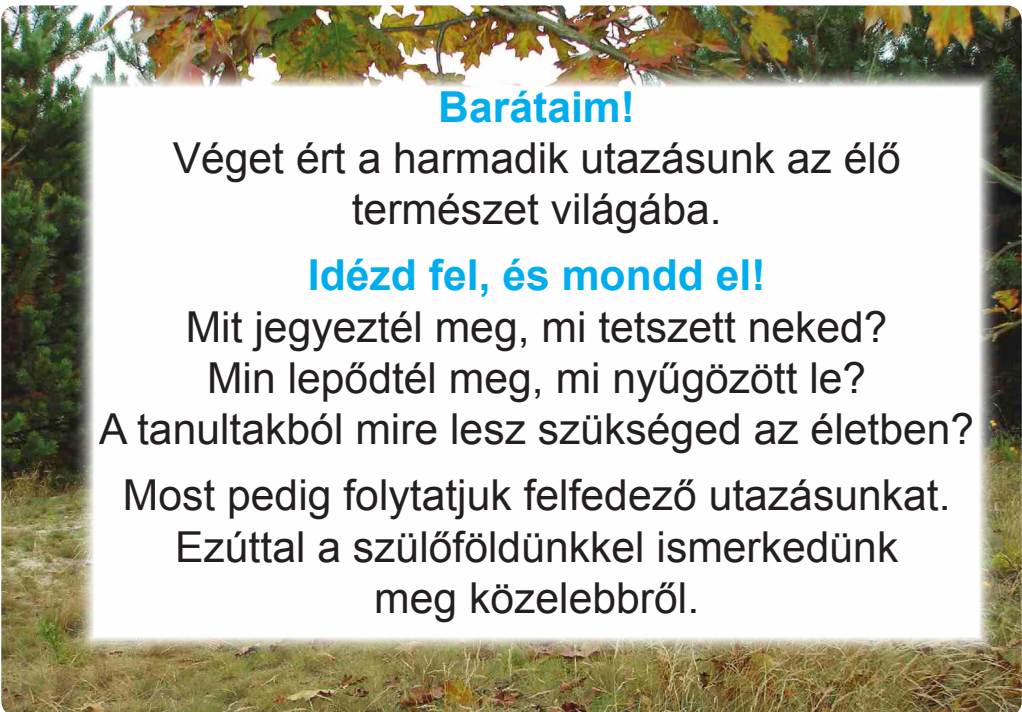 Barátaim!
Véget ért a harmadik utazásunk az élő
természet világába.
Idézd fel, és mondd el!
Mit jegyeztél meg, mi tetszett neked?
Min lepődtél meg, mi nyűgözött le?
A tanultakból mire lesz szükséged az életben?
Most pedig folytatjuk felfedező utazásunkat.
Ezúttal a szülőföldünkkel ismerkedünk
meg közelebbről.